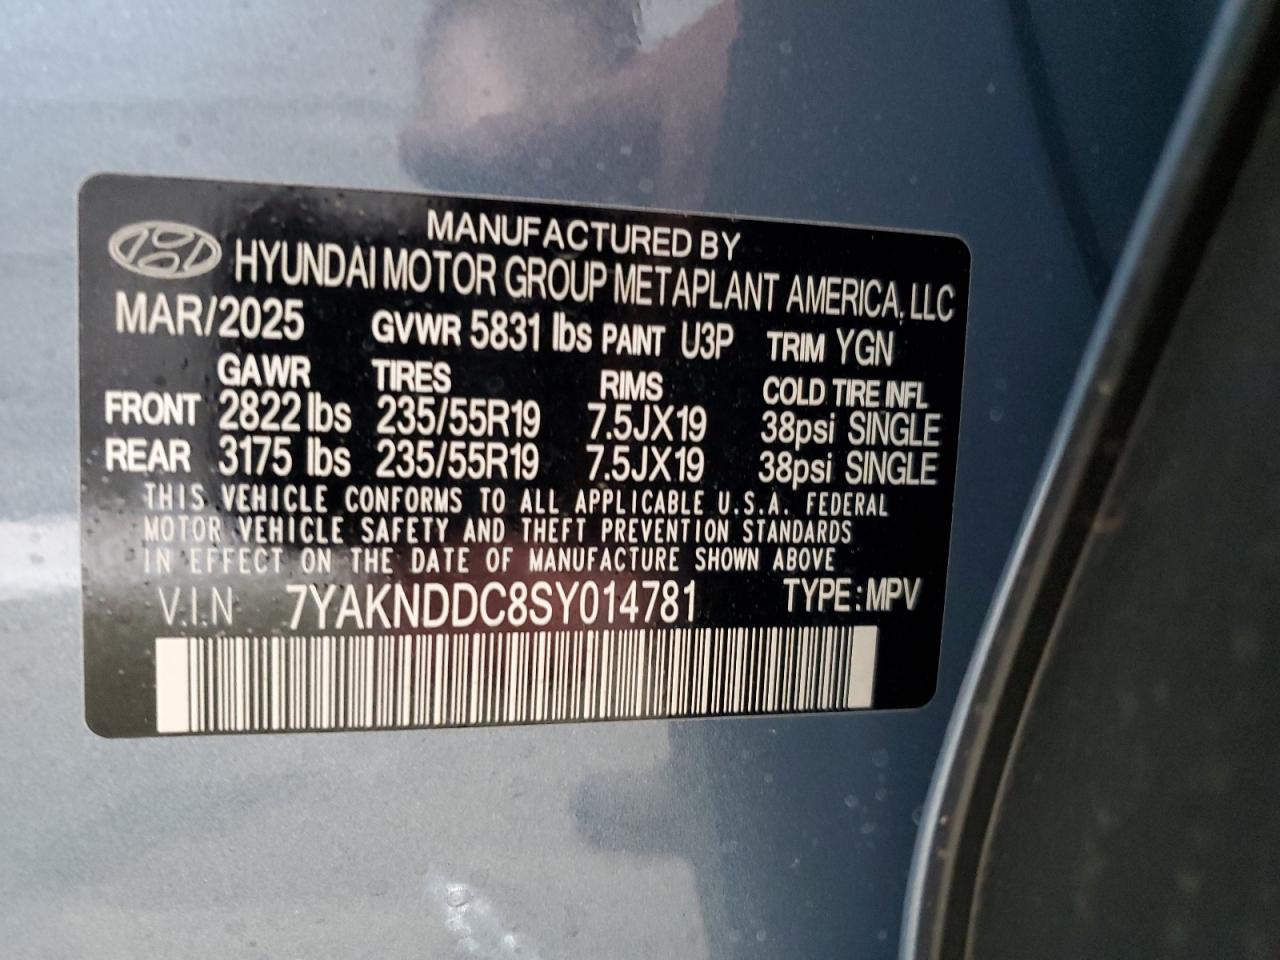 MANUFACTURED BY
HYUNDAI MOTOR GROUP METAPLANT AMERICA, LLC
MAR/2025 GVWR 5831 lbs PAINT U3P TRIM YGN
GAWR TIRES RIMS COLD TIRE INFL
FRONT 2822 lbs 235/55R19 7.5JX19 38psi SINGLE
REAR 3175 lbs 235/55R19 7.5JX19 38psi SINGLE
THIS VEHICLE CONFORMS TO ALL APPLICABLE U.S.A. FEDERAL
MOTOR VEHICLE SAFETY AND THEFT PREVENTION STANDARDS
IN EFFECT ON THE DATE OF MANUFACTURE SHOWN ABOVE
V.I.N 7YAKNDDC8SY014781 TYPE: MPV